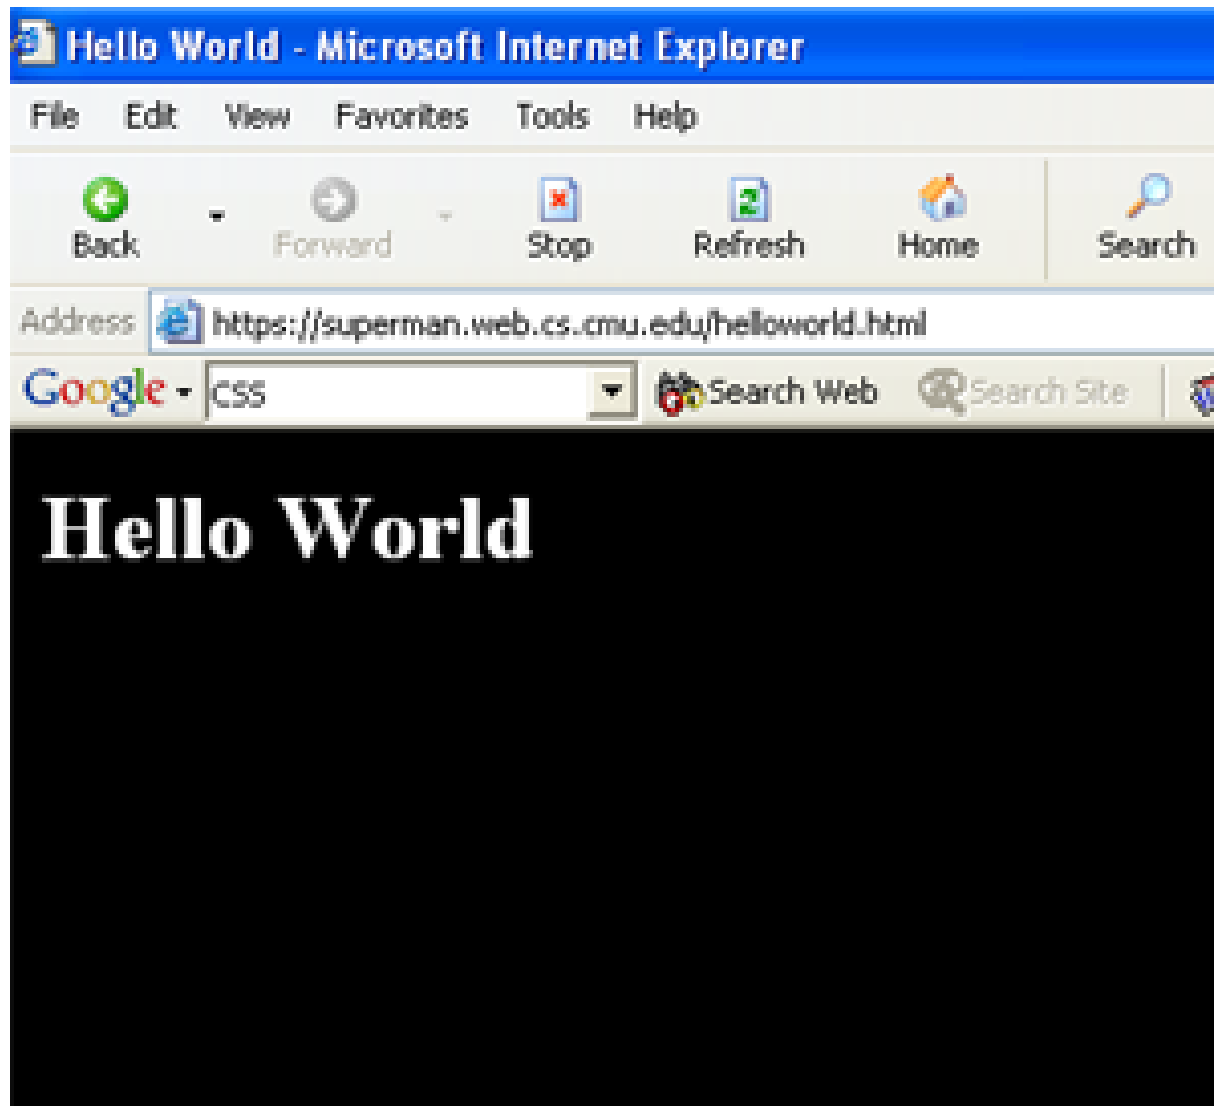 Hello World - Microsoft Internet Explorer
File Edit View Favorites Tools Help
Back Forward Stop Refresh Home Search
Address https://superman.web.cs.cmu.edu/helloworld.html
Google CSS Search Web Search Site
Hello World